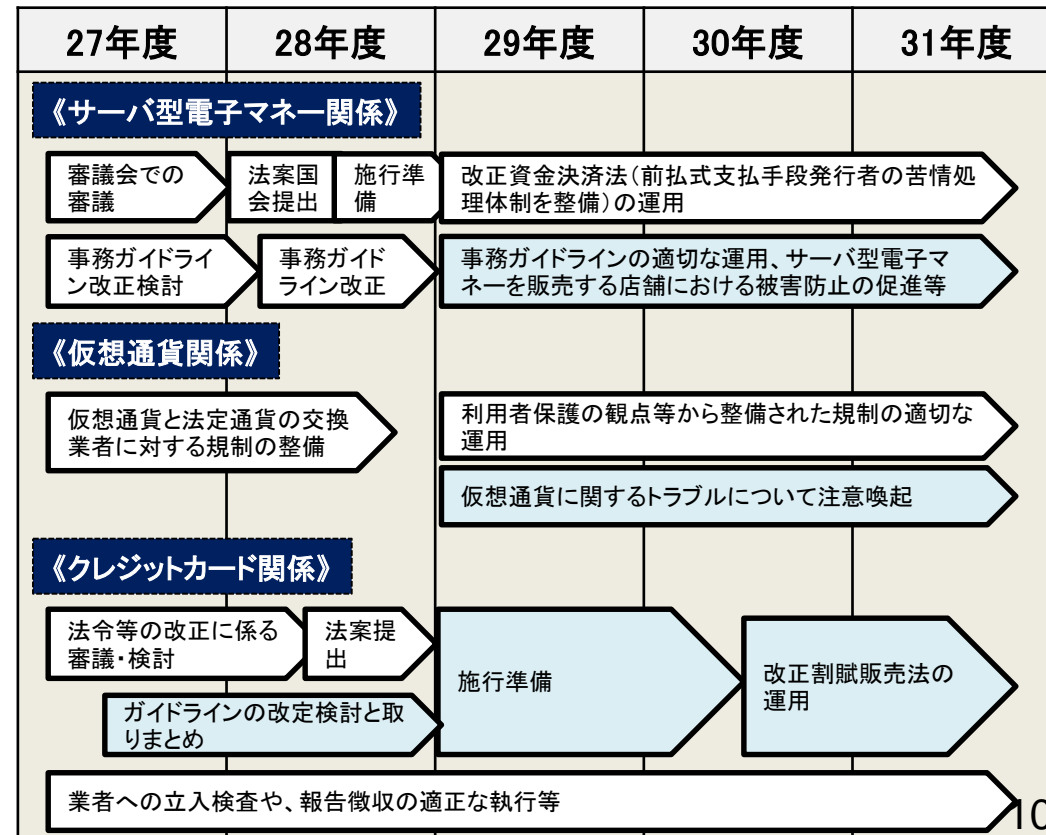 27年度 28年度 29年度 30年度 31年度
《サーバ型電子マネー関係》
審議会での
審議
法案国
会提出
施行準
備
改正資金決済法(前払式支払手段発行者の苦情処
理体制を整備)の運用
事務ガイドライ
ン改正検討
事務ガイド
ライン改正
事務ガイドラインの適切な運用、サーバ型電子マ
ネーを販売する店舗における被害防止の促進等
《仮想通貨関係》
仮想通貨と法定通貨の交換
業者に対する規制の整備
利用者保護の観点等から整備された規制の適切な
運用
仮想通貨に関するトラブルについて注意喚起
《クレジットカード関係》
法令等の改正に係る
審議・検討
法案提
出
施行準備
改正割賦販売法の
運用
ガイドラインの改定検討と取
りまとめ
業者への立入検査や、報告徴収の適正な執行等
10